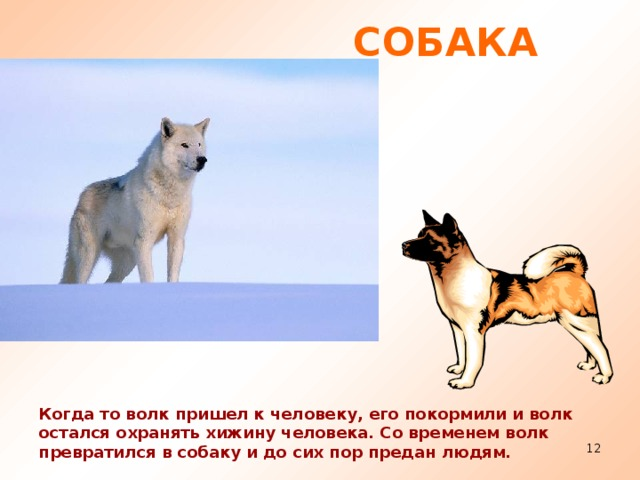 СОБАКА
Когда то волк пришел к человеку, его покормили и волк
остался охранять хижину человека. Со временем волк
превратился в собаку и до сих пор предан людям.
12